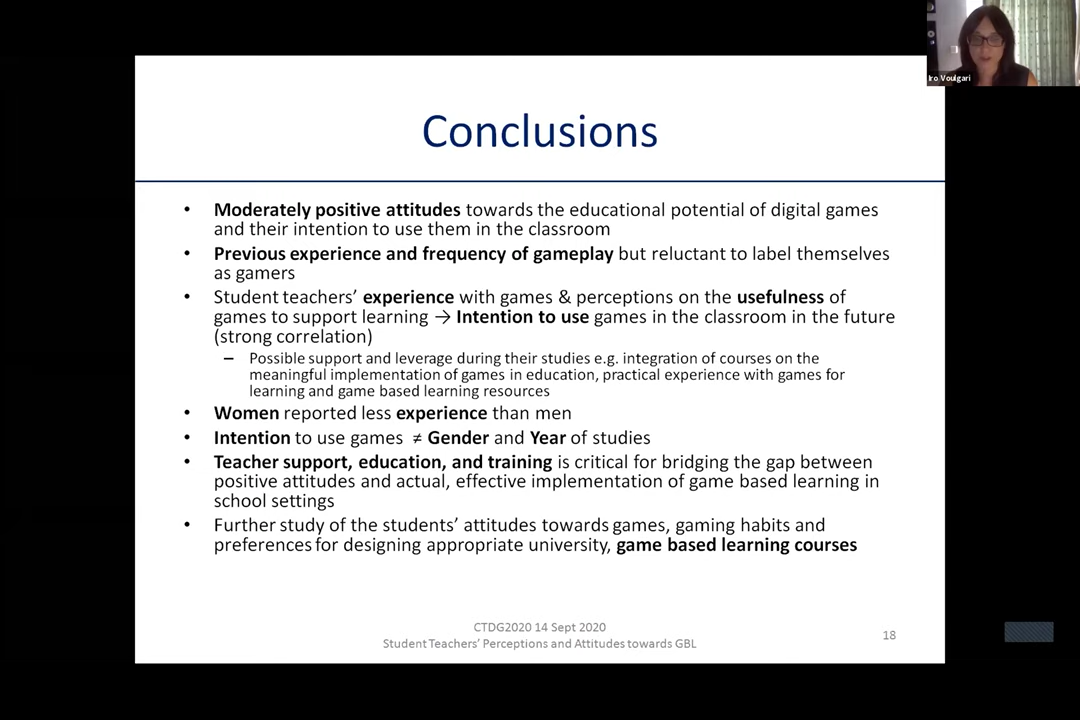 Iro Voulgari
Conclusions
• Moderately positive attitudes towards the educational potential of digital games
and their intention to use them in the classroom
• Previous experience and frequency of gameplay but reluctant to label themselves
as gamers
• Student teachers’ experience with games & perceptions on the usefulness of
games to support learning → Intention to use games in the classroom in the future
(strong correlation)
– Possible support and leverage during their studies e.g. integration of courses on the
meaningful implementation of games in education, practical experience with games for
learning and game based learning resources
• Women reported less experience than men
• Intention to use games ≠ Gender and Year of studies
• Teacher support, education, and training is critical for bridging the gap between
positive attitudes and actual, effective implementation of game based learning in
school settings
• Further study of the students’ attitudes towards games, gaming habits and
preferences for designing appropriate university, game based learning courses
CTDG2020 14 Sept 2020
Student Teachers’ Perceptions and Attitudes towards GBL
18